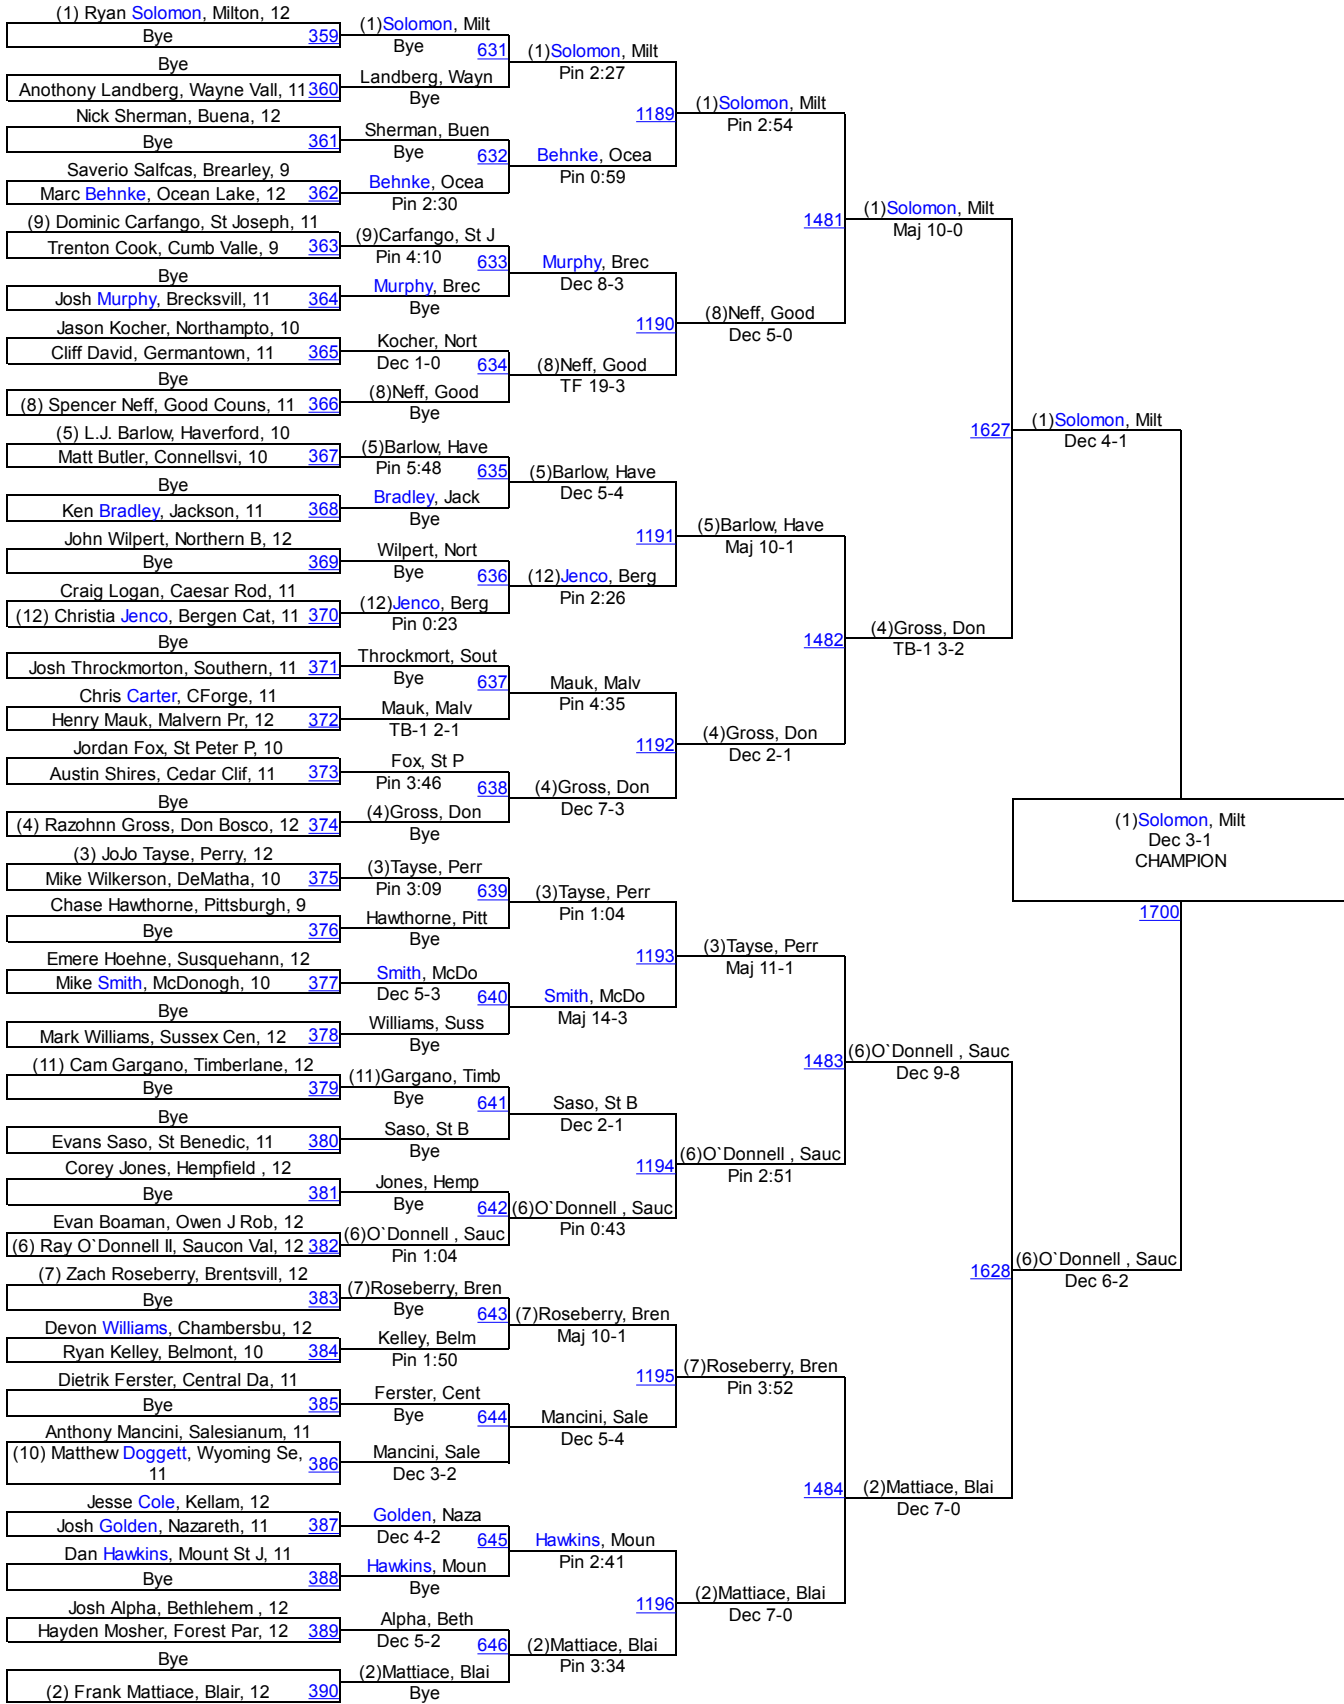 (1) Ryan Solomon, Milton, 12
Bye 359
Bye
Anothony Landberg, Wayne Vall, 11 360
Nick Sherman, Buena, 12
Bye 361
Saverio Salfcas, Brearley, 9
Marc Behnke, Ocean Lake, 12 362
(9) Dominic Carfango, St Joseph, 11
Trenton Cook, Cumb Valle, 9 363
Bye
Josh Murphy, Brecksvill, 11 364
Jason Kocher, Northampto, 10
Cliff David, Germantown, 11 365
Bye
(8) Spencer Neff, Good Couns, 11 366
(5) L.J. Barlow, Haverford, 10
Matt Butler, Connellsvi, 10 367
Bye
Ken Bradley, Jackson, 11 368
John Wilpert, Northern B, 12
Bye 369
Craig Logan, Caesar Rod, 11
(12) Christia Jenco, Bergen Cat, 11 370
Bye
Josh Throckmorton, Southern, 11 371
Chris Carter, CForge, 11
Henry Mauk, Malvern Pr, 12 372
Jordan Fox, St Peter P, 10
Austin Shires, Cedar Clif, 11 373
Bye
(4) Razohnn Gross, Don Bosco, 12 374
(3) JoJo Tayse, Perry, 12
Mike Wilkerson, DeMatha, 10 375
Chase Hawthorne, Pittsburgh, 9
Bye 376
Emere Hoehne, Susquehann, 12
Mike Smith, McDonogh, 10 377
Bye
Mark Williams, Sussex Cen, 12 378
(11) Cam Gargano, Timberlane, 12
Bye 379
Bye
Evans Saso, St Benedic, 11 380
Corey Jones, Hempfield , 12
Bye 381
Evan Boaman, Owen J Rob, 12
(6) Ray O`Donnell II, Saucon Val, 12 382
(7) Zach Roseberry, Brentsvill, 12
Bye 383
Devon Williams, Chambersbu, 12
Ryan Kelley, Belmont, 10 384
Dietrik Ferster, Central Da, 11
Bye 385
Anthony Mancini, Salesianum, 11
(10) Matthew Doggett, Wyoming Se,
11 386
Jesse Cole, Kellam, 12
Josh Golden, Nazareth, 11 387
Dan Hawkins, Mount St J, 11
Bye 388
Josh Alpha, Bethlehem , 12
Hayden Mosher, Forest Par, 12 389
Bye
(2) Frank Mattiace, Blair, 12 390
(1)Solomon, Milt
Bye 631
Landberg, Wayn
Bye
Sherman, Buen
Bye 632
Behnke, Ocea
Pin 2:30
(9)Carfango, St J
Pin 4:10 633
Murphy, Brec
Bye
Kocher, Nort
Dec 1-0 634
(8)Neff, Good
Bye
(5)Barlow, Have
Pin 5:48 635
Bradley, Jack
Bye
Wilpert, Nort
Bye 636
(12)Jenco, Berg
Pin 0:23
Throckmort, Sout
Bye 637
Mauk, Malv
TB-1 2-1
Fox, St P
Pin 3:46 638
(4)Gross, Don
Bye
(3)Tayse, Perr
Pin 3:09 639
Hawthorne, Pitt
Bye
Smith, McDo
Dec 5-3 640
Williams, Suss
Bye
(11)Gargano, Timb
Bye 641
Saso, St B
Bye
Jones, Hemp
Bye 642
(6)O`Donnell , Sauc
Pin 1:04
(7)Roseberry, Bren
Bye 643
Kelley, Belm
Pin 1:50
Ferster, Cent
Bye 644
Mancini, Sale
Dec 3-2
Golden, Naza
Dec 4-2 645
Hawkins, Moun
Bye
Alpha, Beth
Dec 5-2 646
(2)Mattiace, Blai
Bye
(1)Solomon, Milt
Pin 2:27
1189
Behnke, Ocea
Pin 0:59
Murphy, Brec
Dec 8-3
1190
(8)Neff, Good
TF 19-3
(5)Barlow, Have
Dec 5-4
1191
(12)Jenco, Berg
Pin 2:26
Mauk, Malv
Pin 4:35
1192
(4)Gross, Don
Dec 7-3
(3)Tayse, Perr
Pin 1:04
1193
Smith, McDo
Maj 14-3
Saso, St B
Dec 2-1
1194
(6)O`Donnell , Sauc
Pin 0:43
(7)Roseberry, Bren
Maj 10-1
1195
Mancini, Sale
Dec 5-4
Hawkins, Moun
Pin 2:41
1196
(2)Mattiace, Blai
Pin 3:34
(1)Solomon, Milt
Pin 2:54
1481
(8)Neff, Good
Dec 5-0
(5)Barlow, Have
Maj 10-1
1482
(4)Gross, Don
Dec 2-1
(3)Tayse, Perr
Maj 11-1
1483
(6)O`Donnell , Sauc
Pin 2:51
(7)Roseberry, Bren
Pin 3:52
1484
(2)Mattiace, Blai
Dec 7-0
(1)Solomon, Milt
Maj 10-0
1627
(4)Gross, Don
TB-1 3-2
(6)O`Donnell , Sauc
Dec 9-8
1628
(2)Mattiace, Blai
Dec 7-0
(1)Solomon, Milt
Dec 4-1
(6)O`Donnell , Sauc
Dec 6-2
(1)Solomon, Milt
Dec 3-1
CHAMPION
1700